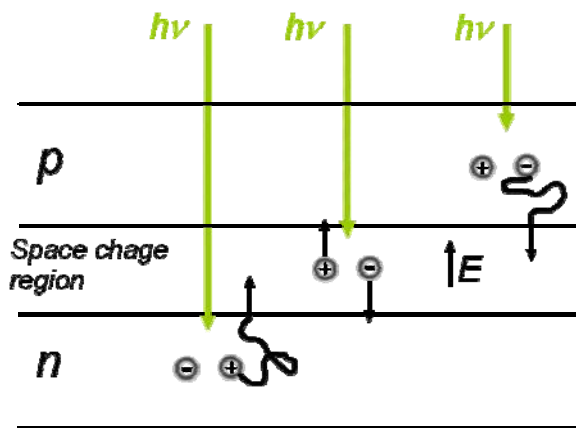 hν hν hν
p
+ -
Space chage
region
+ -
E
n
- +